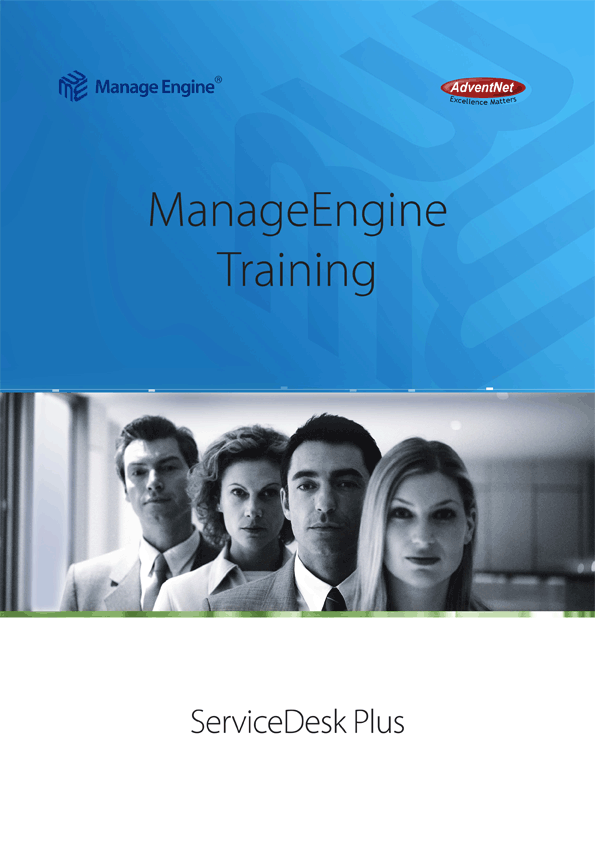 Manage Engine®
AdventNet
Excellence Matters
ManageEngine
Training
ServiceDesk Plus